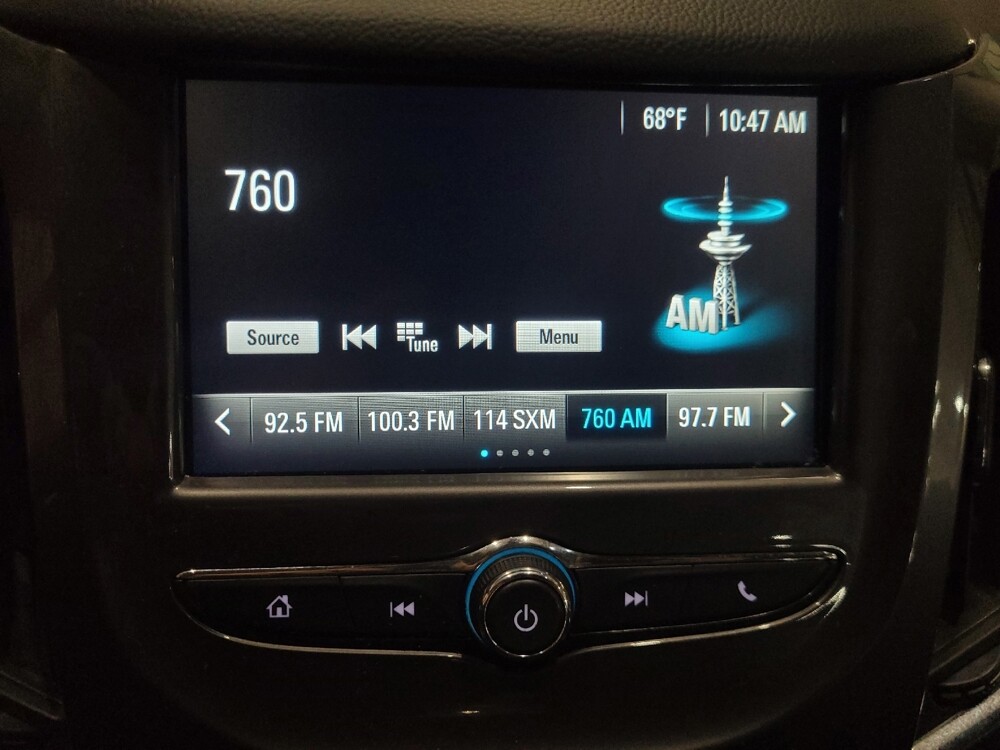 68°F 10:47 AM
760
AM
Source Tune Menu
92.5 FM 100.3 FM 114 SXM 760 AM 97.7 FM